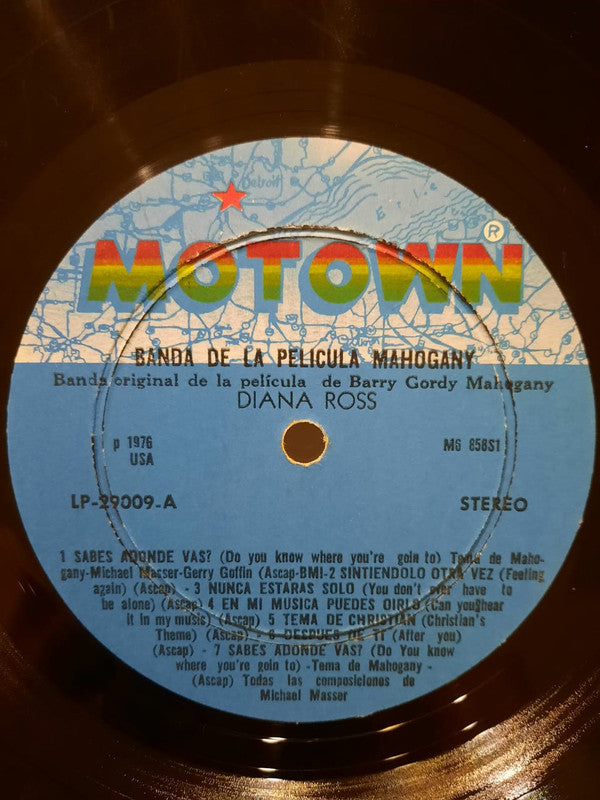 Detroit
Erie
®
MOTOWN
BANDA DE LA PELICULA MAHOGANY
Banda original de la película de Barry Gordy Mahogany
DIANA ROSS
p 1976
USA
MS 858S1
LP-29009-A
STEREO
1 SABES ADONDE VAS? (Do you know where you're goin to) Tema de Maho-
gany-Michael Masser-Gerry Goffin (Ascap-BMI-2 SINTIENDOLO OTRA VEZ (Feeling
again) (Ascap) - 3 NUNCA ESTARAS SOLO (You don't ever have to
be alone) (Ascap) 4 EN MI MUSICA PUEDES OIRLO (Can you hear
it in my music) (Ascap) 5 TEMA DE CHRISTIAN (Christian's
Theme) (Ascap) - 6 DESPUES DE TI (After you)
(Ascap) - 7 SABES ADONDE VAS? (Do You know
where you're goin to) -Tema de Mahogany -
(Ascap) Todas las composiciones de
Michael Masser